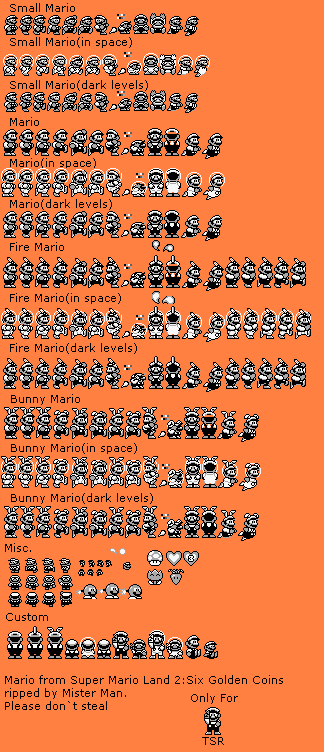 Small Mario
Small Mario(in space)
Small Mario(dark levels)
Mario
Mario(in space)
Mario(dark levels)
Fire Mario
Fire Mario(in space)
Fire Mario(dark levels)
Bunny Mario
Bunny Mario(in space)
Bunny Mario(dark levels)
Misc.
Custom
Mario from Super Mario Land 2:Six Golden Coins
ripped by Mister Man.
Please don`t steal
Only For
TSR